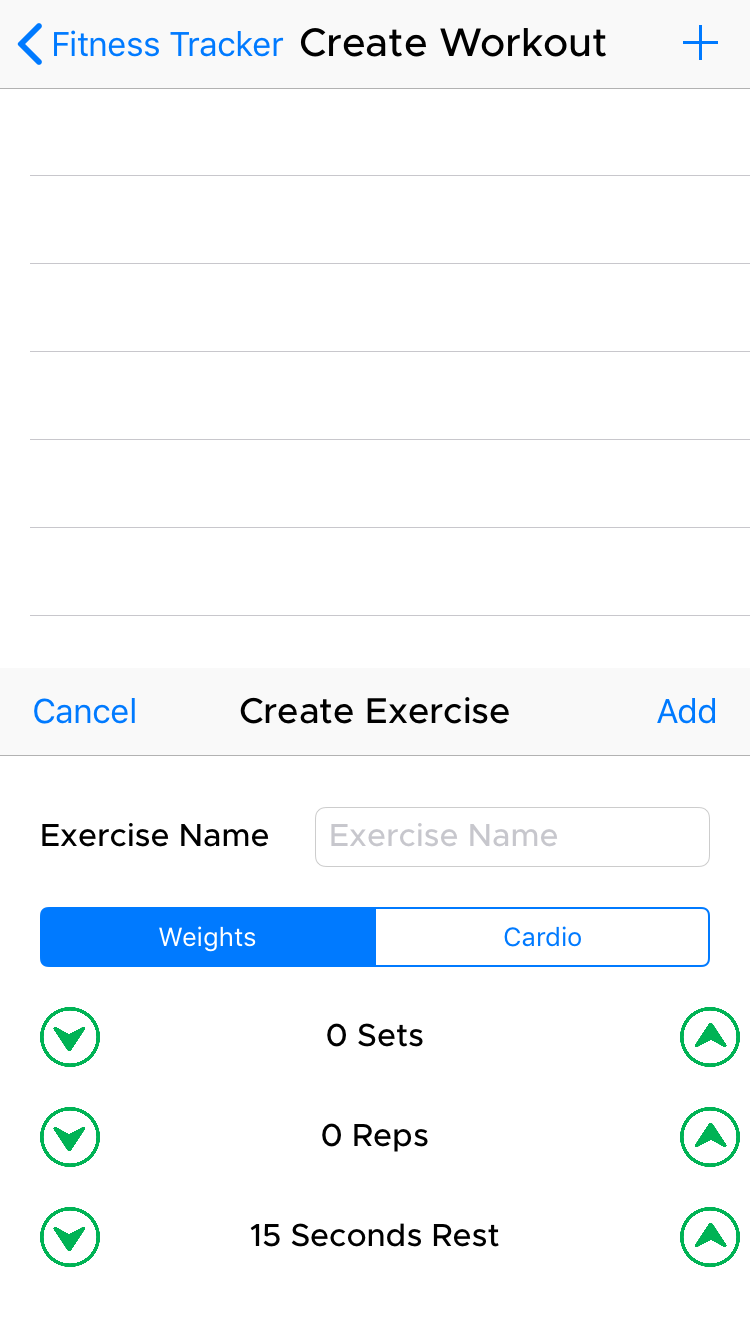 Fitness Tracker Create Workout
Cancel Create Exercise Add
Exercise Name Exercise Name
Weights Cardio
0 Sets
0 Reps
15 Seconds Rest